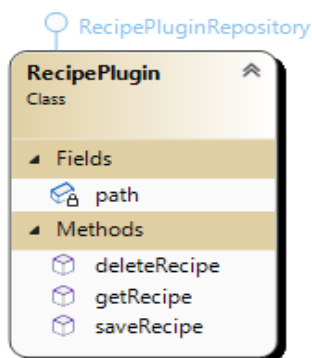 RecipePluginRepository
RecipePlugin
Class
Fields
path
Methods
deleteRecipe
getRecipe
saveRecipe